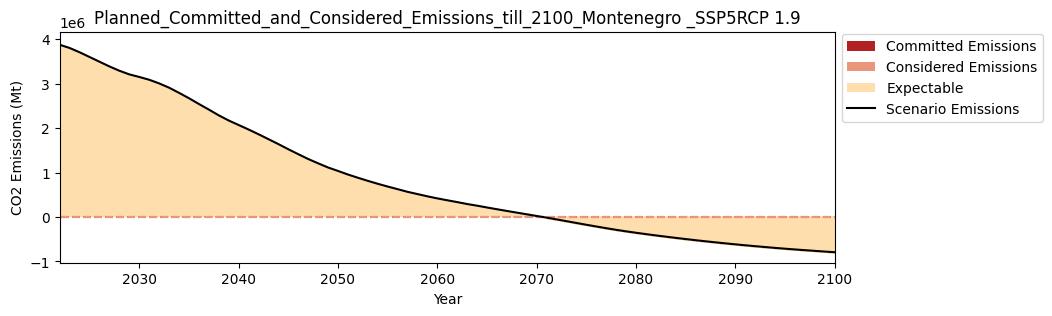 Planned_Committed_and_Considered_Emissions_till_2100_Montenegro _SSP5RCP 1.9
1e6
4
3
2
1
0
−1
CO2 Emissions (Mt)
2030 2040 2050 2060 2070 2080 2090 2100
Year
Committed Emissions
Considered Emissions
Expectable
Scenario Emissions